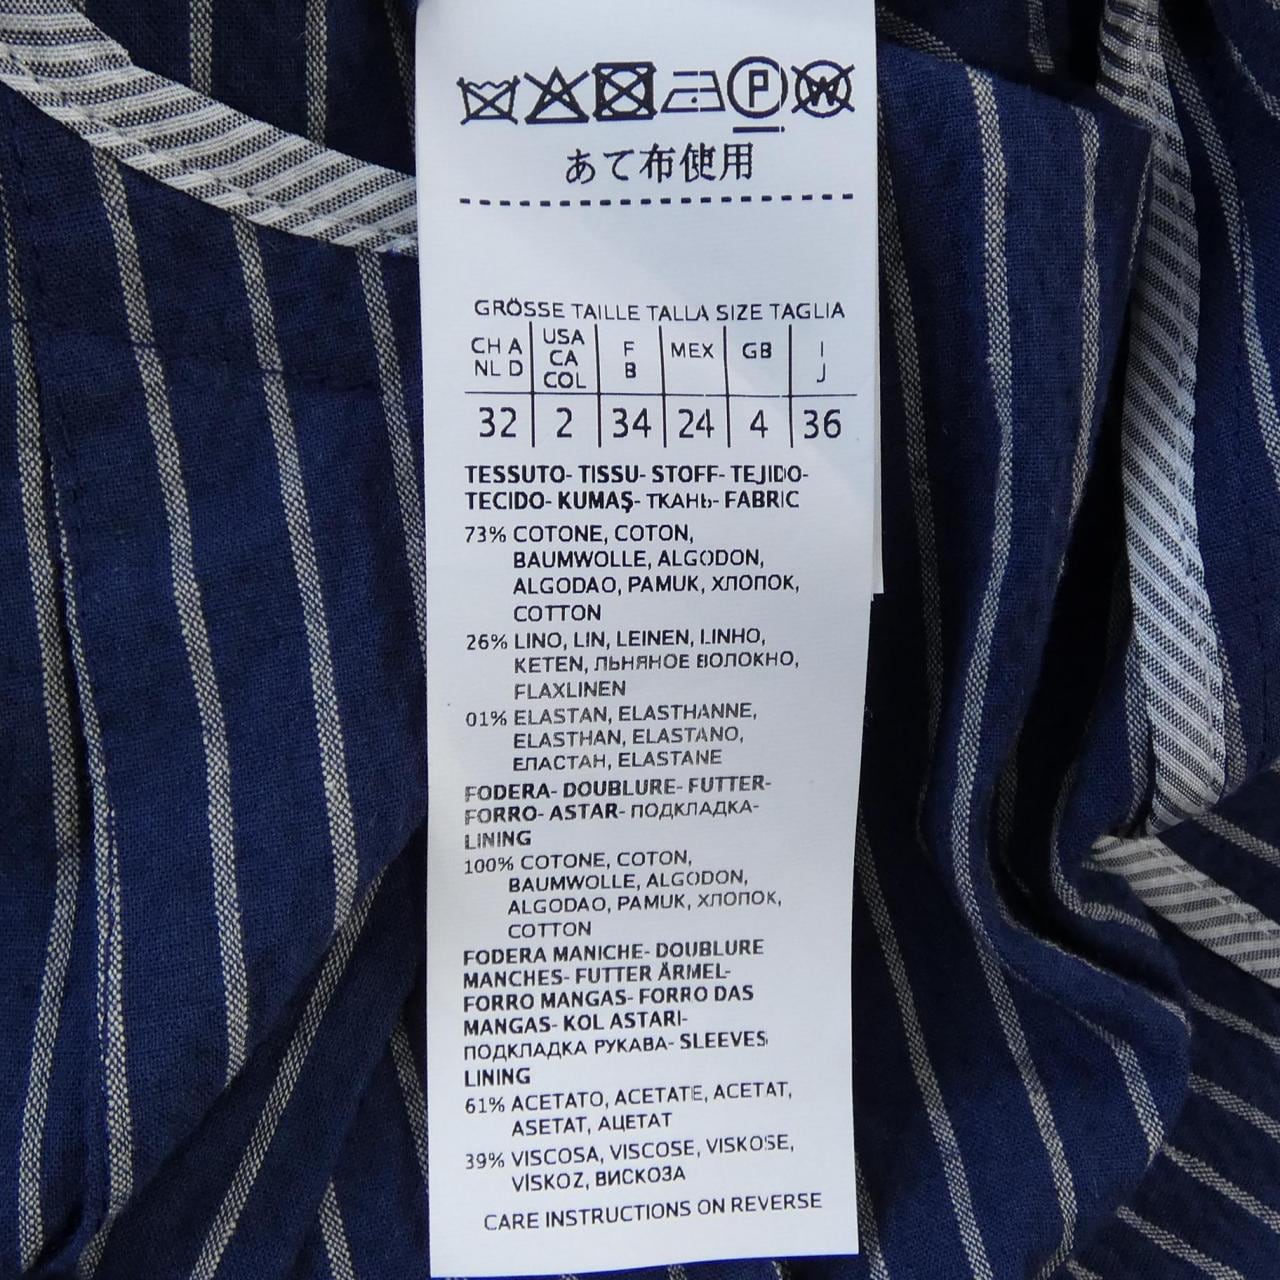 P W
あて布使用
GRÖSSE TAILLE TALLA SIZE TAGLIA
CH A NL D USA CA COL F B MEX GB I J
32 2 34 24 4 36
TESSUTO- TISSU- STOFF- TEJIDO-
TECIDO- KUMAŞ- ТКАНЬ- FABRIC
73% COTONE, COTON,
BAUMWOLLE, ALGODON,
ALGODAO, PAMUK, ХЛОПОК,
COTTON
26% LINO, LIN, LEINEN, LINHO,
KETEN, ЛЬНЯНОЕ ВОЛОКНО,
FLAXLINEN
01% ELASTAN, ELASTHANNE,
ELASTHAN, ELASTANO,
ЕПАСТАН, ELASTANE
FODERA- DOUBLURE- FUTTER-
FORRO- ASTAR- ПОДКЛАДКА-
LINING
100% COTONE, COTON,
BAUMWOLLE, ALGODON,
ALGODAO, PAMUK, ХЛОПОК,
COTTON
FODERA MANICHE- DOUBLURE
MANCHES- FUTTER ÄRMEL-
FORRO MANGAS- FORRO DAS
MANGAS- KOL ASTARI-
ПОДКЛАДКА РУКАВА- SLEEVES
LINING
61% ACETATO, ACETATE, ACETAT,
ASETAT, АЦЕТАТ
39% VISCOSA, VISCOSE, VISKOSE,
VİSKOZ, ВИСКОЗА
CARE INSTRUCTIONS ON REVERSE